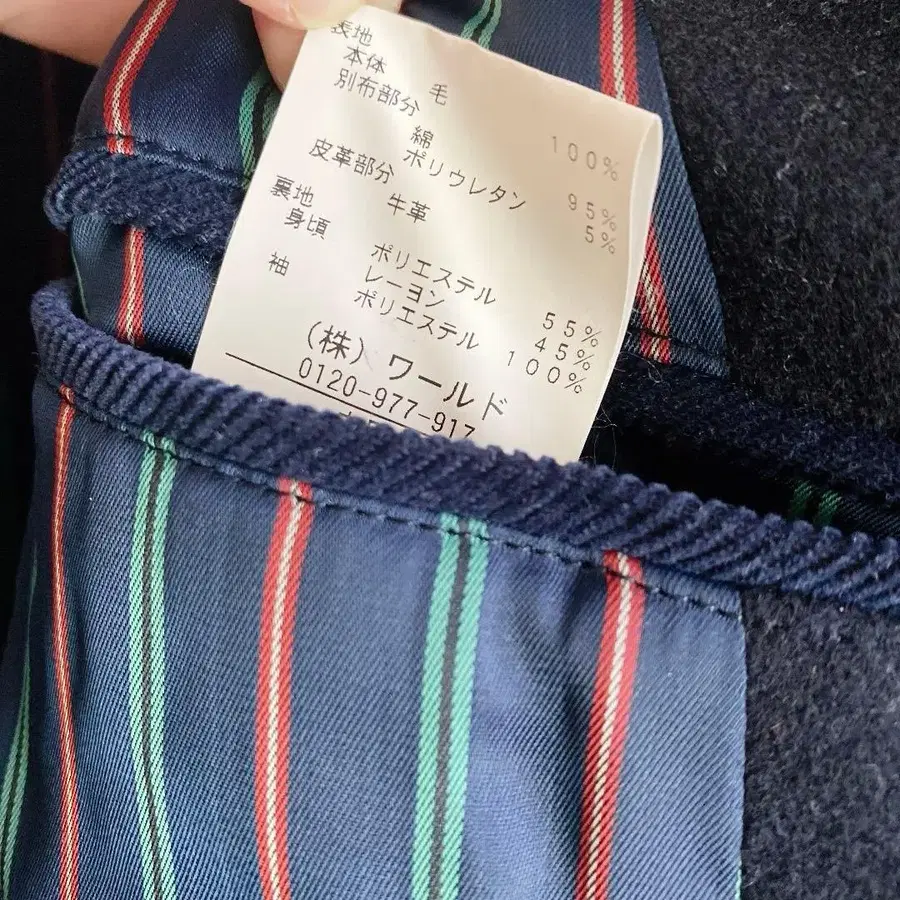 表地
本体 毛 100%
別布部分
綿 95%
ポリウレタン 5%
皮革部分
牛革
裏地
身頃 ポリエステル 55%
レーヨン 45%
袖 ポリエステル 100%
(株)ワールド
0120-977-917